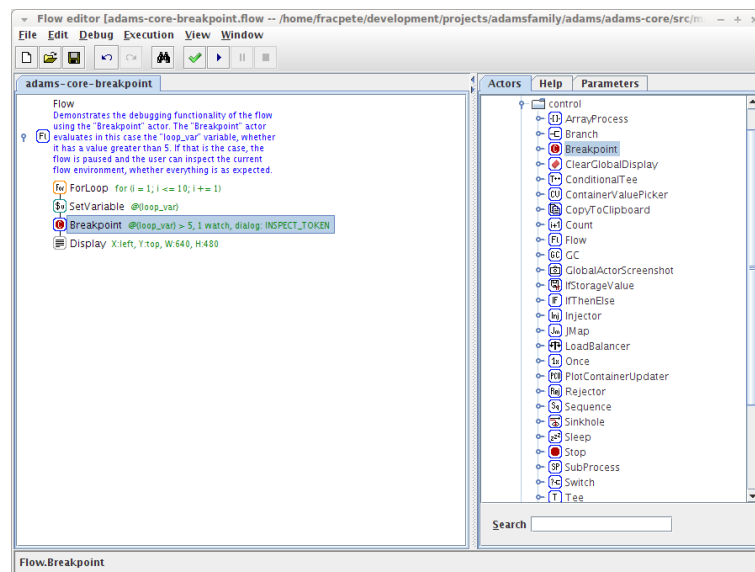 Flow editor [adams-core-breakpoint.flow -- /home/fracpete/development/projects/adamsfamily/adams/adams-core/src/m
File Edit Debug Execution View Window
adams-core-breakpoint
Flow
Demonstrates the debugging functionality of the flow
using the "Breakpoint" actor. The "Breakpoint" actor
evaluates in this case the "loop_var" variable, whether
it has a value greater than 5. If that is the case, the
flow is paused and the user can inspect the current
flow environment, whether everything is as expected.
ForLoop for (i = 1; i <= 10; i += 1)
SetVariable @(loop_var)
Breakpoint @(loop_var) > 5, 1 watch, dialog: INSPECT_TOKEN
Display X:left, Y:top, W:640, H:480
Actors Help Parameters
control
ArrayProcess
Branch
Breakpoint
ClearGlobalDisplay
ConditionalTee
ContainerValuePicker
CopyToClipboard
Count
Flow
GC
GlobalActorScreenshot
IfStorageValue
IfThenElse
Injector
JMap
LoadBalancer
Once
PlotContainerUpdater
Rejector
Sequence
Sinkhole
Sleep
Stop
SubProcess
Switch
Tee
Search
Flow.Breakpoint